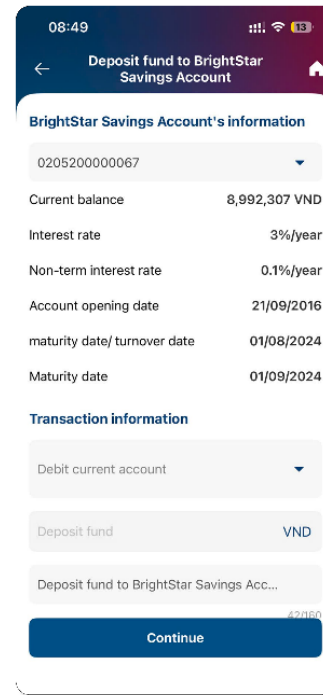 08:49
13
Deposit fund to BrightStar
Savings Account
BrightStar Savings Account's information
0205200000067
Current balance 8,992,307 VND
Interest rate 3%/year
Non-term interest rate 0.1%/year
Account opening date 21/09/2016
maturity date/ turnover date 01/08/2024
Maturity date 01/09/2024
Transaction information
Debit current account
Deposit fund VND
Deposit fund to BrightStar Savings Acc...
42/160
Continue